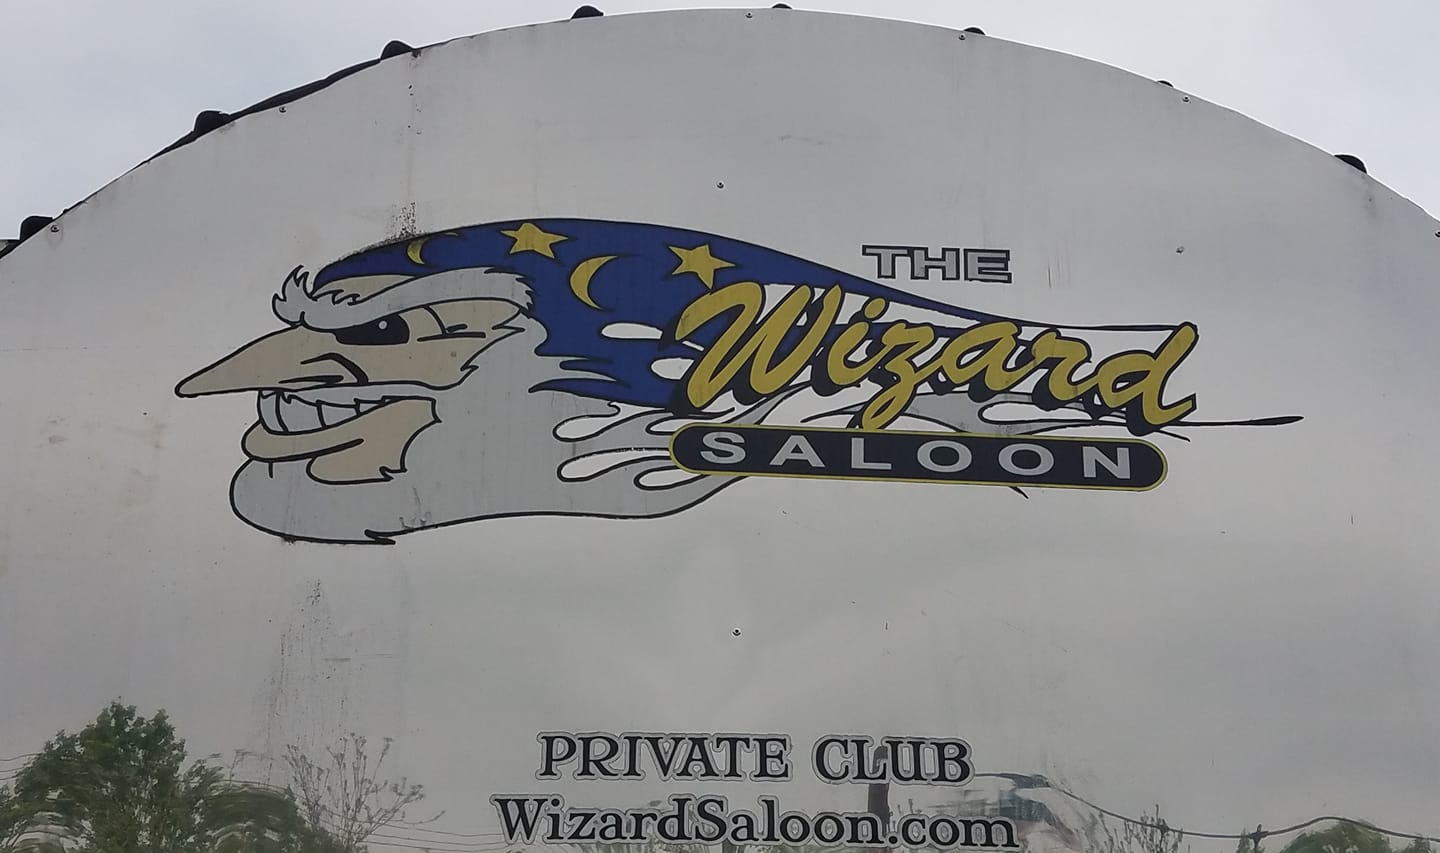 THE
Wizard
SALOON
PRIVATE CLUB
WizardSaloon.com